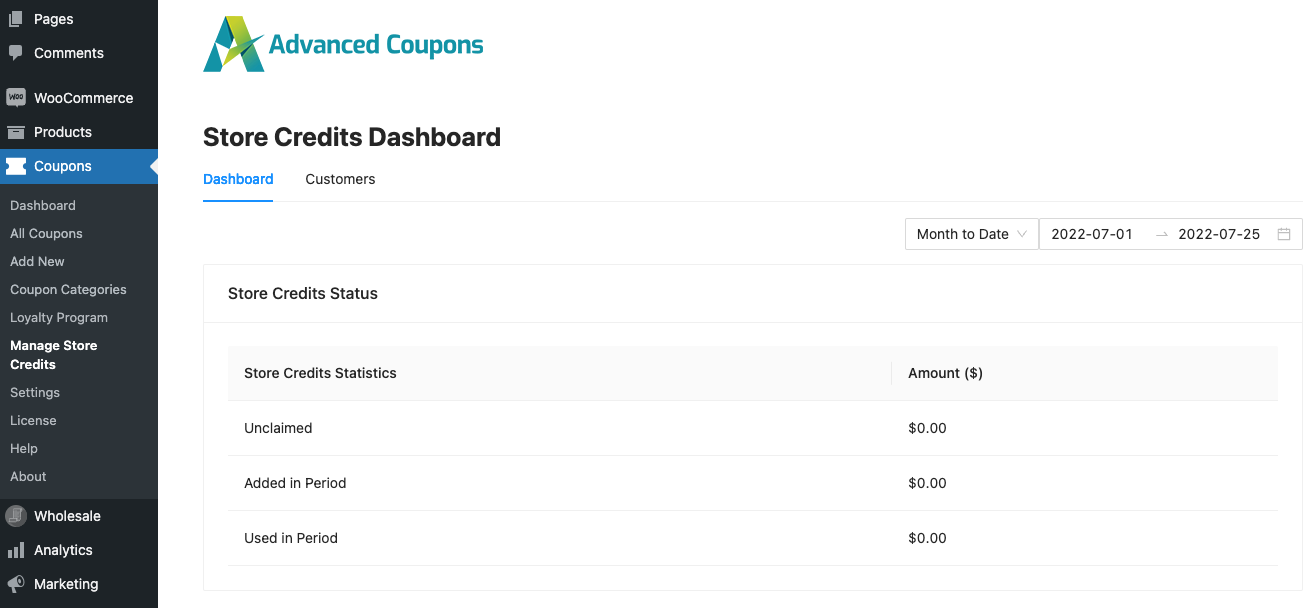 Pages
Comments
Woo WooCommerce
Products
Coupons
Dashboard
All Coupons
Add New
Coupon Categories
Loyalty Program
Manage Store
Credits
Settings
License
Help
About
Wholesale
Analytics
Marketing
Advanced Coupons
Store Credits Dashboard
Dashboard Customers
Month to Date 2022-07-01 → 2022-07-25
Store Credits Status
Store Credits Statistics Amount ($)
Unclaimed $0.00
Added in Period $0.00
Used in Period $0.00